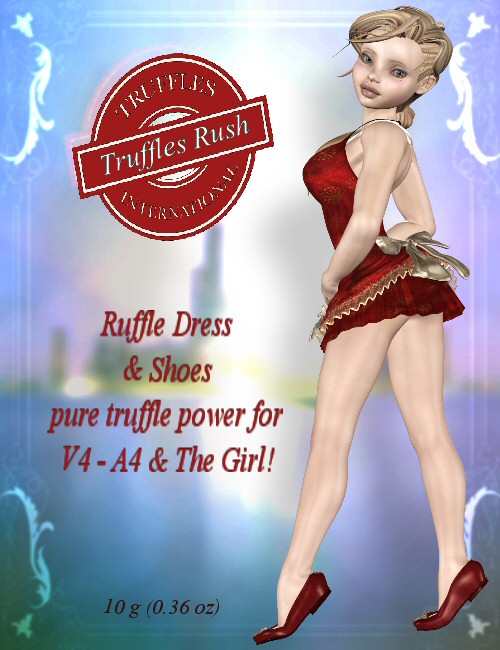 TRUFFLES
Truffles Rush
INTERNATIONAL
Ruffle Dress
& Shoes
pure truffle power for
V4 - A4 & The Girl!
10 g (0.36 oz)